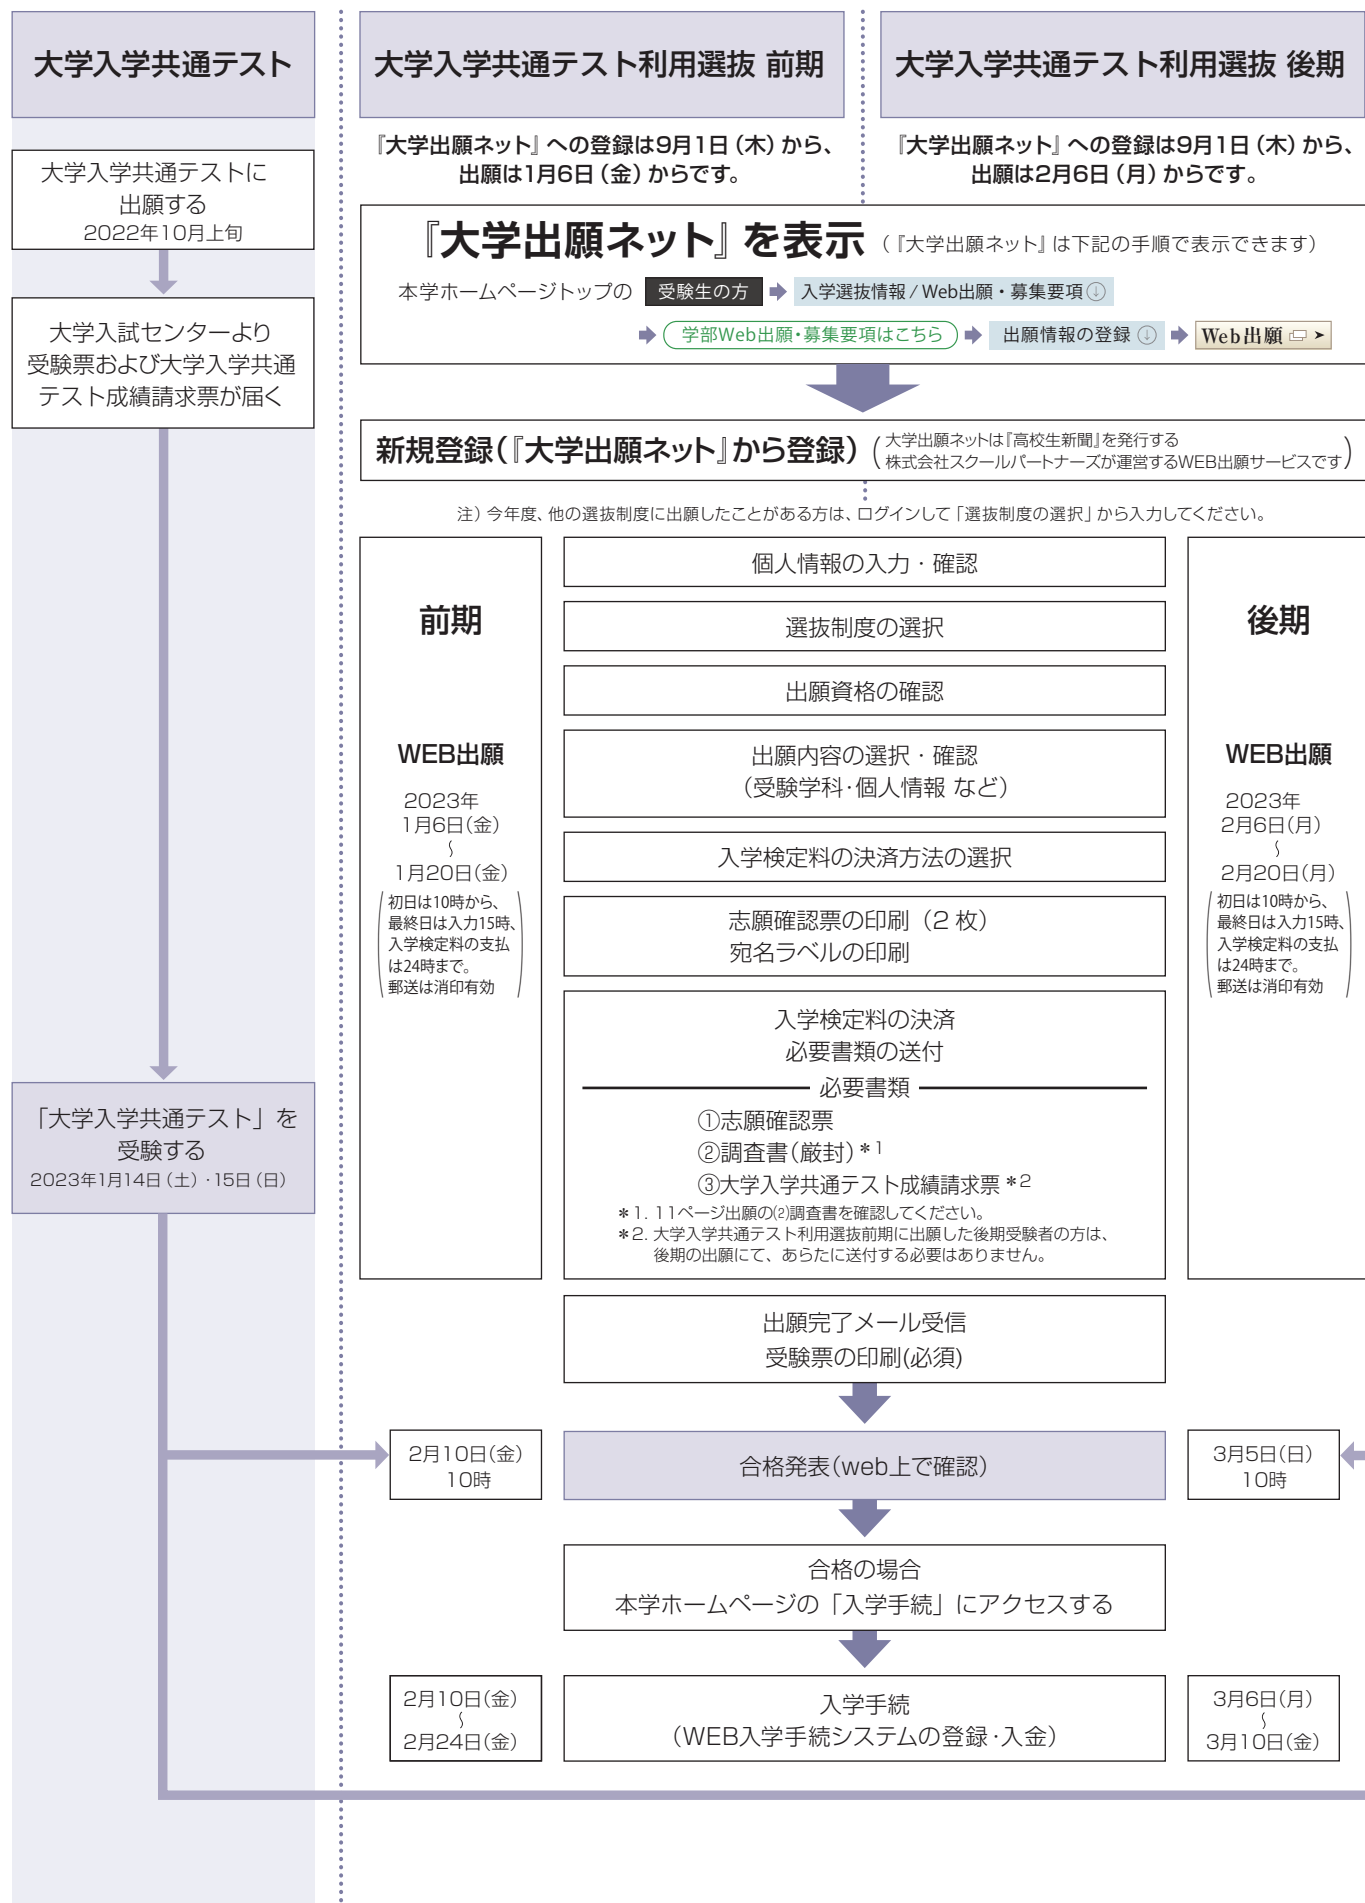 大学入学共通テスト
大学入学共通テストに
出願する
2022年10月上旬
大学入試センターより
受験票および大学入学共通
テスト成績請求票が届く
「大学入学共通テスト」を
受験する
2023年1月14日（土）・15日（日）
大学入学共通テスト利用選抜 前期
『大学出願ネット』への登録は9月1日（木）から、
出願は1月6日（金）からです。
大学入学共通テスト利用選抜 後期
『大学出願ネット』への登録は9月1日（木）から、
出願は2月6日（月）からです。
『大学出願ネット』を表示（『大学出願ネット』は下記の手順で表示できます）
本学ホームページトップの 受験生の方 ➡ 入学選抜情報/Web出願・募集要項↓
➡ 学部Web出願・募集要項はこちら ➡ 出願情報の登録 ↓ ➡ Web出願
新規登録（『大学出願ネット』から登録）
（大学出願ネットは『高校生新聞』を発行する
株式会社スクールパートナーズが運営するWEB出願サービスです）
注）今年度、他の選抜制度に出願したことがある方は、ログインして「選抜制度の選択」から入力してください。
前期
WEB出願
2023年
1月6日（金）
〜
1月20日（金）
（初日は10時から、
最終日は入力15時、
入学検定料の支払
は24時まで。
郵送は消印有効）
個人情報の入力・確認
選抜制度の選択
出願資格の確認
出願内容の選択・確認
（受験学科・個人情報 など）
入学検定料の決済方法の選択
志願確認票の印刷（2 枚）
宛名ラベルの印刷
入学検定料の決済
必要書類の送付
必要書類
①志願確認票
②調査書（厳封）＊1
③大学入学共通テスト成績請求票＊2
＊1. 11ページ出願の⑵調査書を確認してください。
＊2. 大学入学共通テスト利用選抜前期に出願した後期受験者の方は、
後期の出願にて、あらたに送付する必要はありません。
後期
WEB出願
2023年
2月6日（月）
〜
2月20日（月）
（初日は10時から、
最終日は入力15時、
入学検定料の支払
は24時まで。
郵送は消印有効）
出願完了メール受信
受験票の印刷(必須)
2月10日（金）
10時
合格発表（web上で確認）
3月5日（日）
10時
合格の場合
本学ホームページの「入学手続」にアクセスする
2月10日（金）
〜
2月24日（金）
入学手続
（WEB入学手続システムの登録・入金）
3月6日（月）
〜
3月10日（金）